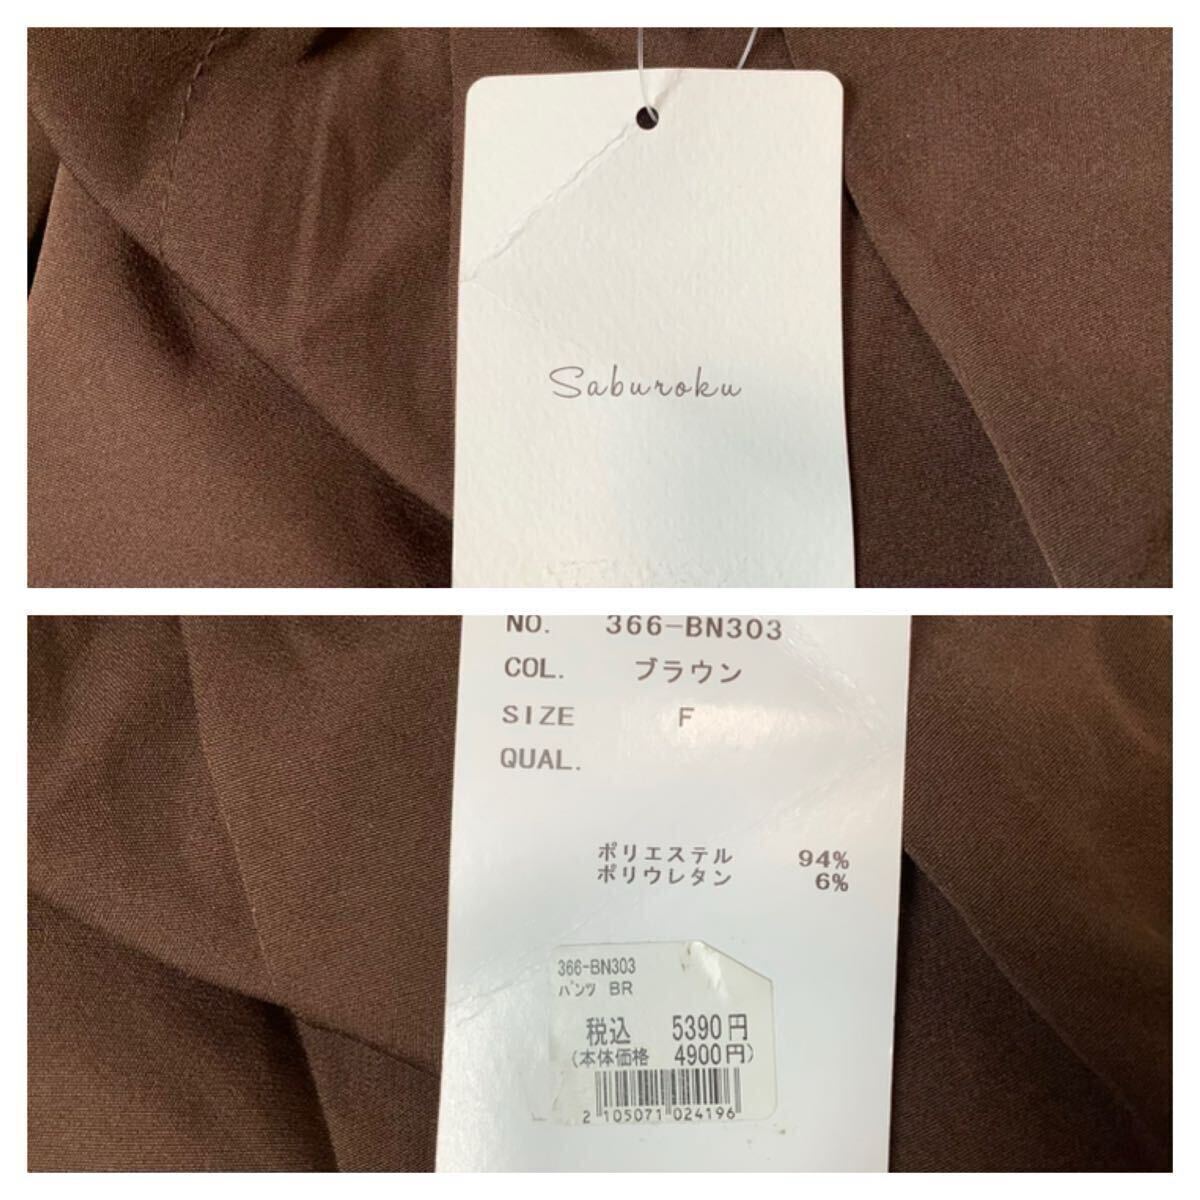 Saburoku
NO. 366-BN303
COL. ブラウン
SIZE F
QUAL.
ポリエステル 94%
ポリウレタン 6%
366-BN303
パンツ BR
税込 5390円
(本体価格 4900円)
2 105071 024196